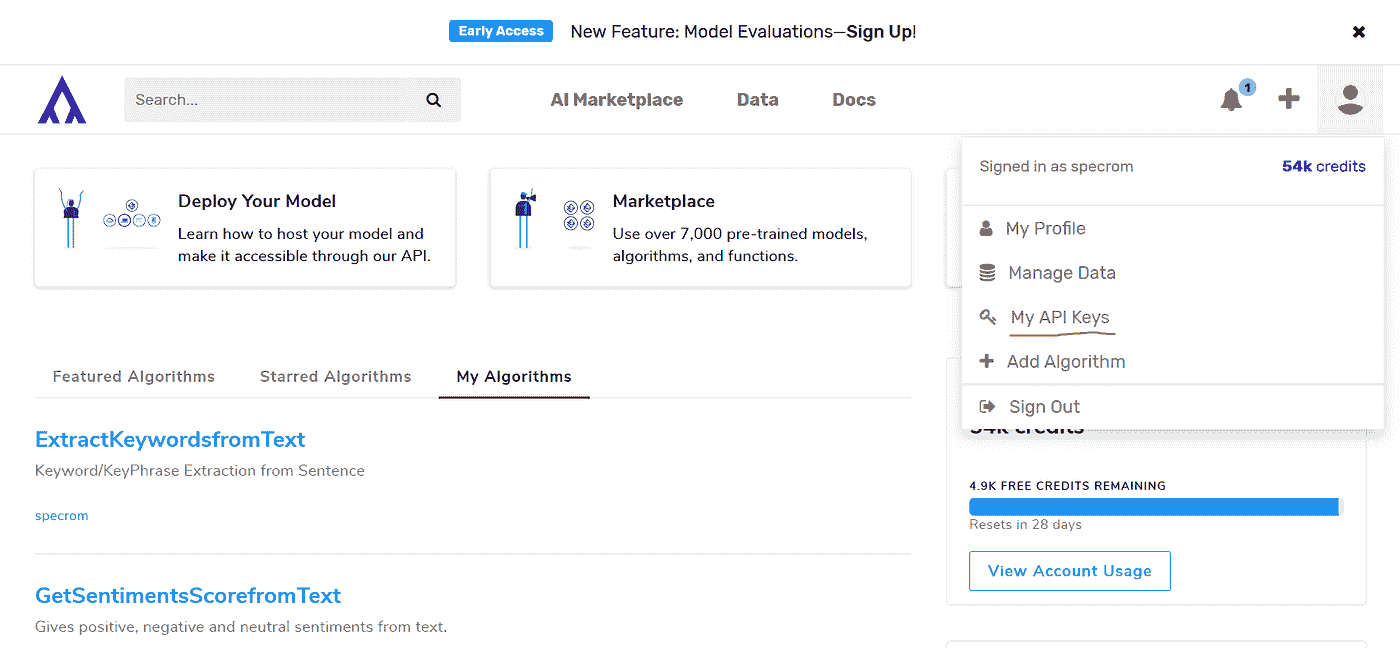 Early Access New Feature: Model Evaluations—Sign Up!
Search...
AI Marketplace
Data
Docs
1
Signed in as specrom
54k credits
My Profile
Manage Data
My API Keys
Add Algorithm
Sign Out
Deploy Your Model
Learn how to host your model and
make it accessible through our API.
Marketplace
Use over 7,000 pre-trained models,
algorithms, and functions.
Featured Algorithms
Starred Algorithms
My Algorithms
ExtractKeywordsfromText
Keyword/KeyPhrase Extraction from Sentence
specrom
GetSentimentsScorefromText
Gives positive, negative and neutral sentiments from text.
54k credits
4.9K FREE CREDITS REMAINING
Resets in 28 days
View Account Usage